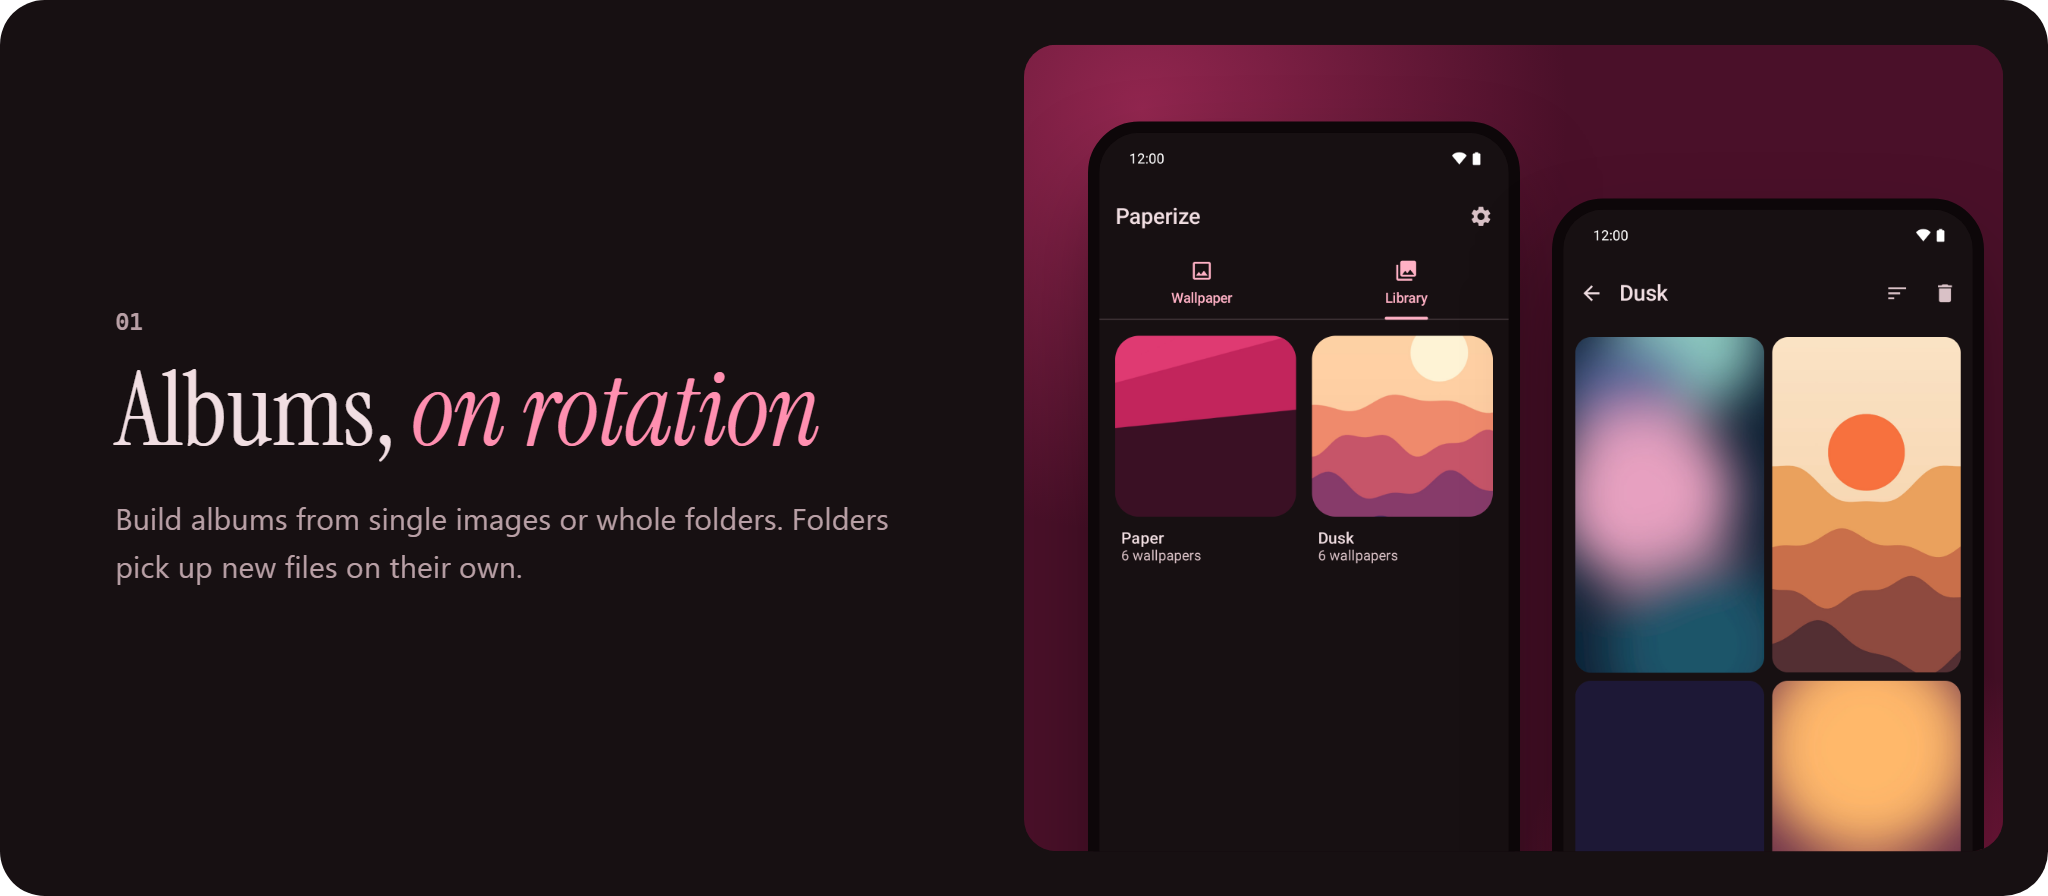 01
Albums, on rotation
Build albums from single images or whole folders. Folders
pick up new files on their own.
12:00
Paperize
Wallpaper
Library
Paper
6 wallpapers
Dusk
6 wallpapers
12:00
Dusk